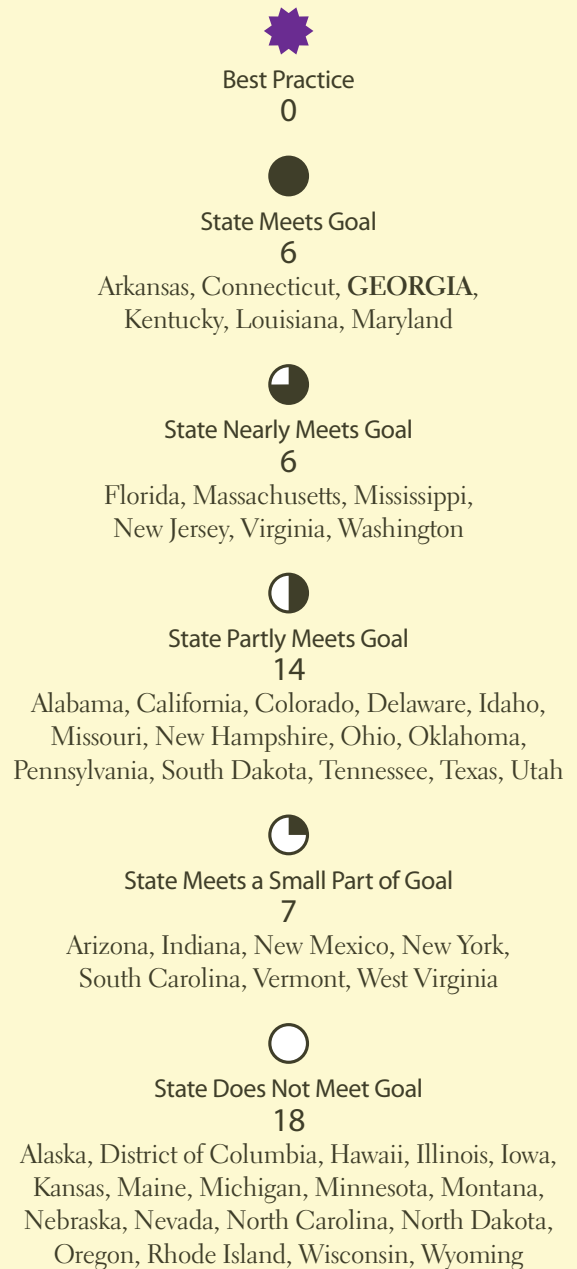 Best Practice
0
State Meets Goal
6
Arkansas, Connecticut, GEORGIA,
Kentucky, Louisiana, Maryland
State Nearly Meets Goal
6
Florida, Massachusetts, Mississippi,
New Jersey, Virginia, Washington
State Partly Meets Goal
14
Alabama, California, Colorado, Delaware, Idaho,
Missouri, New Hampshire, Ohio, Oklahoma,
Pennsylvania, South Dakota, Tennessee, Texas, Utah
State Meets a Small Part of Goal
7
Arizona, Indiana, New Mexico, New York,
South Carolina, Vermont, West Virginia
State Does Not Meet Goal
18
Alaska, District of Columbia, Hawaii, Illinois, Iowa,
Kansas, Maine, Michigan, Minnesota, Montana,
Nebraska, Nevada, North Carolina, North Dakota,
Oregon, Rhode Island, Wisconsin, Wyoming